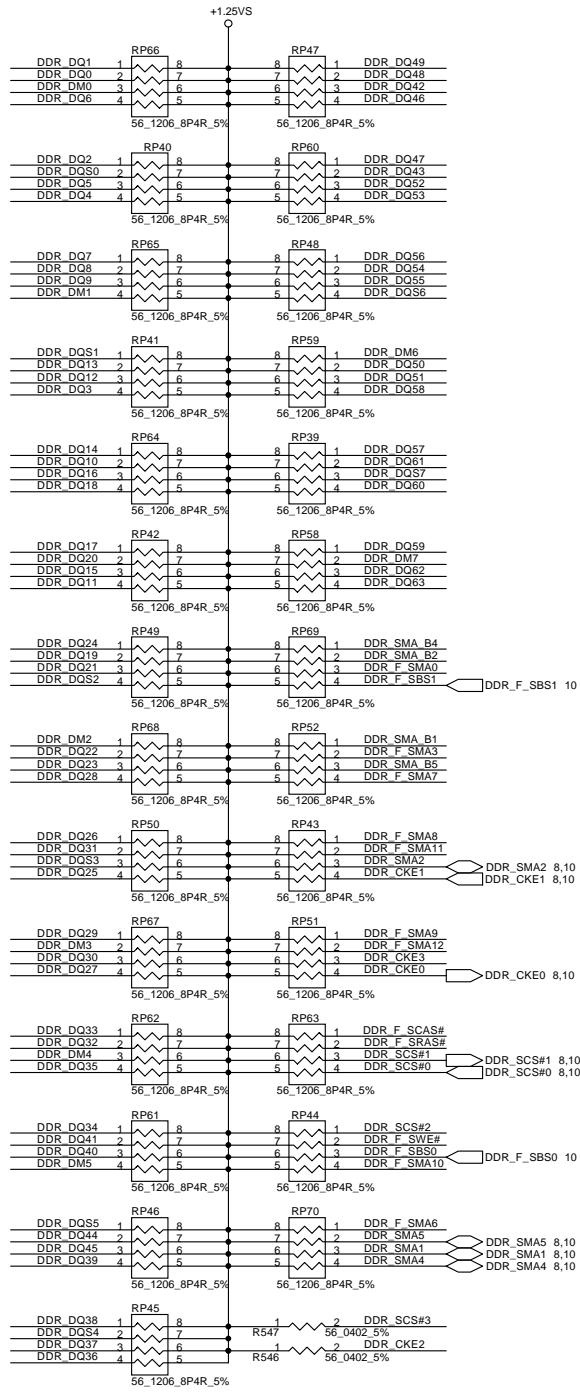 +1.25VS
RP66 RP47
DDR_DQ1 1 8 8 1 DDR_DQ49
DDR_DQ0 2 7 7 2 DDR_DQ48
DDR_DM0 3 6 6 3 DDR_DQ42
DDR_DQ6 4 5 5 4 DDR_DQ46
56_1206_8P4R_5% 56_1206_8P4R_5%
RP40 RP60
DDR_DQ2 1 8 8 1 DDR_DQ47
DDR_DQS0 2 7 7 2 DDR_DQ43
DDR_DQ5 3 6 6 3 DDR_DQ52
DDR_DQ4 4 5 5 4 DDR_DQ53
56_1206_8P4R_5% 56_1206_8P4R_5%
RP65 RP48
DDR_DQ7 1 8 8 1 DDR_DQ56
DDR_DQ8 2 7 7 2 DDR_DQ54
DDR_DQ9 3 6 6 3 DDR_DQ55
DDR_DM1 4 5 5 4 DDR_DQS6
56_1206_8P4R_5% 56_1206_8P4R_5%
RP41 RP59
DDR_DQS1 1 8 8 1 DDR_DM6
DDR_DQ13 2 7 7 2 DDR_DQ50
DDR_DQ12 3 6 6 3 DDR_DQ51
DDR_DQ3 4 5 5 4 DDR_DQ58
56_1206_8P4R_5% 56_1206_8P4R_5%
RP64 RP39
DDR_DQ14 1 8 8 1 DDR_DQ57
DDR_DQ10 2 7 7 2 DDR_DQ61
DDR_DQ16 3 6 6 3 DDR_DQS7
DDR_DQ18 4 5 5 4 DDR_DQ60
56_1206_8P4R_5% 56_1206_8P4R_5%
RP42 RP58
DDR_DQ17 1 8 8 1 DDR_DQ59
DDR_DQ20 2 7 7 2 DDR_DM7
DDR_DQ15 3 6 6 3 DDR_DQ62
DDR_DQ11 4 5 5 4 DDR_DQ63
56_1206_8P4R_5% 56_1206_8P4R_5%
RP49 RP69
DDR_DQ24 1 8 8 1 DDR_SMA_B4
DDR_DQ19 2 7 7 2 DDR_SMA_B2
DDR_DQ21 3 6 6 3 DDR_F_SMA0
DDR_DQS2 4 5 5 4 DDR_F_SBS1 DDR_F_SBS1 10
56_1206_8P4R_5% 56_1206_8P4R_5%
RP68 RP52
DDR_DM2 1 8 8 1 DDR_SMA_B1
DDR_DQ22 2 7 7 2 DDR_F_SMA3
DDR_DQ23 3 6 6 3 DDR_SMA_B5
DDR_DQ28 4 5 5 4 DDR_F_SMA7
56_1206_8P4R_5% 56_1206_8P4R_5%
RP50 RP43
DDR_DQ26 1 8 8 1 DDR_F_SMA8
DDR_DQ31 2 7 7 2 DDR_F_SMA11
DDR_DQS3 3 6 6 3 DDR_SMA2 DDR_SMA2 8,10
DDR_DQ25 4 5 5 4 DDR_CKE1 DDR_CKE1 8,10
56_1206_8P4R_5% 56_1206_8P4R_5%
RP67 RP51
DDR_DQ29 1 8 8 1 DDR_F_SMA9
DDR_DM3 2 7 7 2 DDR_F_SMA12
DDR_DQ30 3 6 6 3 DDR_CKE3
DDR_DQ27 4 5 5 4 DDR_CKE0 DDR_CKE0 8,10
56_1206_8P4R_5% 56_1206_8P4R_5%
RP62 RP63
DDR_DQ33 1 8 8 1 DDR_F_SCAS#
DDR_DQ32 2 7 7 2 DDR_F_SRAS#
DDR_DM4 3 6 6 3 DDR_SCS#1 DDR_SCS#1 8,10
DDR_DQ35 4 5 5 4 DDR_SCS#0 DDR_SCS#0 8,10
56_1206_8P4R_5% 56_1206_8P4R_5%
RP61 RP44
DDR_DQ34 1 8 8 1 DDR_SCS#2
DDR_DQ41 2 7 7 2 DDR_F_SWE#
DDR_DQ40 3 6 6 3 DDR_F_SBS0 DDR_F_SBS0 10
DDR_DM5 4 5 5 4 DDR_F_SMA10
56_1206_8P4R_5% 56_1206_8P4R_5%
RP46 RP70
DDR_DQS5 1 8 8 1 DDR_F_SMA6
DDR_DQ44 2 7 7 2 DDR_SMA5 DDR_SMA5 8,10
DDR_DQ45 3 6 6 3 DDR_SMA1 DDR_SMA1 8,10
DDR_DQ39 4 5 5 4 DDR_SMA4 DDR_SMA4 8,10
56_1206_8P4R_5% 56_1206_8P4R_5%
RP45
DDR_DQ38 1 8 1 2 DDR_SCS#3
DDR_DQS4 2 7 R547 56_0402_5%
DDR_DQ37 3 6 1 2 DDR_CKE2
DDR_DQ36 4 5 R546 56_0402_5%
56_1206_8P4R_5%